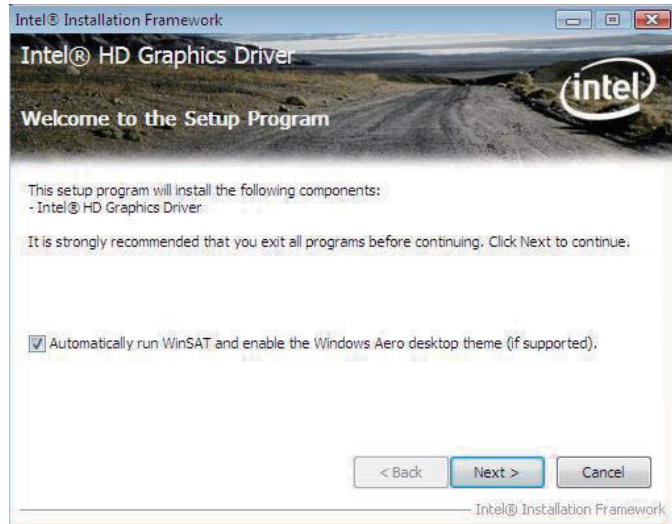 Intel® Installation Framework
Intel® HD Graphics Driver
intel
Welcome to the Setup Program
This setup program will install the following components:
- Intel® HD Graphics Driver
It is strongly recommended that you exit all programs before continuing. Click Next to continue.
Automatically run WinSAT and enable the Windows Aero desktop theme (if supported).
< Back Next > Cancel
Intel® Installation Framework